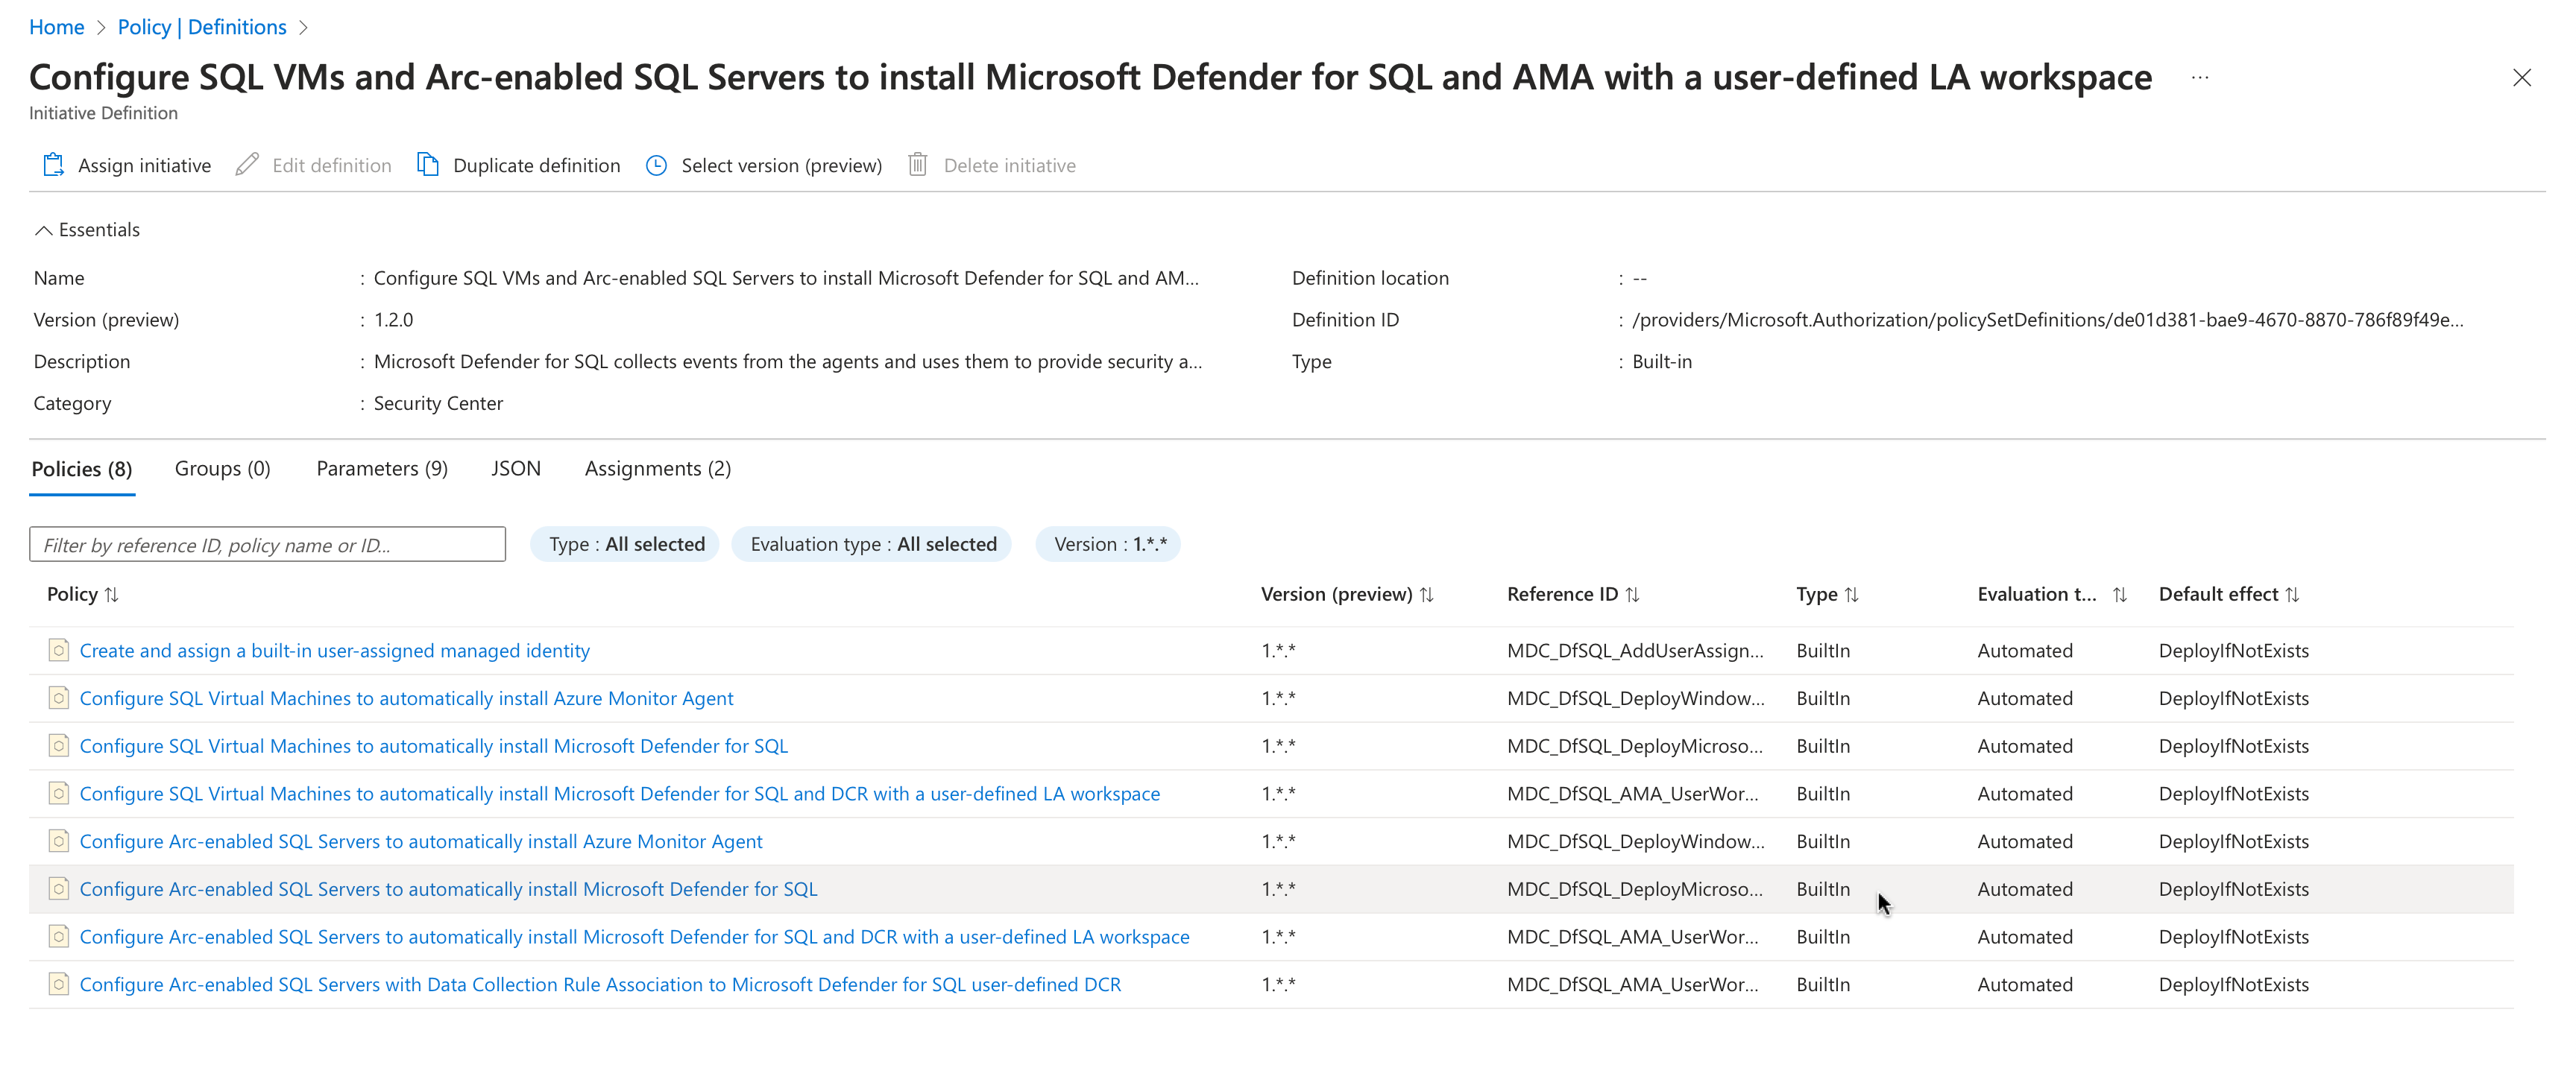 Home > Policy | Definitions >
Configure SQL VMs and Arc-enabled SQL Servers to install Microsoft Defender for SQL and AMA with a user-defined LA workspace ...
Initiative Definition
Assign initiative Edit definition Duplicate definition Select version (preview) Delete initiative
Essentials
Name : Configure SQL VMs and Arc-enabled SQL Servers to install Microsoft Defender for SQL and AM... Definition location : --
Version (preview) : 1.2.0 Definition ID : /providers/Microsoft.Authorization/policySetDefinitions/de01d381-bae9-4670-8870-786f89f49e...
Description : Microsoft Defender for SQL collects events from the agents and uses them to provide security a... Type : Built-in
Category : Security Center
Policies (8) Groups (0) Parameters (9) JSON Assignments (2)
Filter by reference ID, policy name or ID... Type : All selected Evaluation type : All selected Version : 1.*.*
Policy Version (preview) Reference ID Type Evaluation t... Default effect
Create and assign a built-in user-assigned managed identity 1.*.* MDC_DfSQL_AddUserAssign... BuiltIn Automated DeployIfNotExists
Configure SQL Virtual Machines to automatically install Azure Monitor Agent 1.*.* MDC_DfSQL_DeployWindow... BuiltIn Automated DeployIfNotExists
Configure SQL Virtual Machines to automatically install Microsoft Defender for SQL 1.*.* MDC_DfSQL_DeployMicroso... BuiltIn Automated DeployIfNotExists
Configure SQL Virtual Machines to automatically install Microsoft Defender for SQL and DCR with a user-defined LA workspace 1.*.* MDC_DfSQL_AMA_UserWor... BuiltIn Automated DeployIfNotExists
Configure Arc-enabled SQL Servers to automatically install Azure Monitor Agent 1.*.* MDC_DfSQL_DeployWindow... BuiltIn Automated DeployIfNotExists
Configure Arc-enabled SQL Servers to automatically install Microsoft Defender for SQL 1.*.* MDC_DfSQL_DeployMicroso... BuiltIn Automated DeployIfNotExists
Configure Arc-enabled SQL Servers to automatically install Microsoft Defender for SQL and DCR with a user-defined LA workspace 1.*.* MDC_DfSQL_AMA_UserWor... BuiltIn Automated DeployIfNotExists
Configure Arc-enabled SQL Servers with Data Collection Rule Association to Microsoft Defender for SQL user-defined DCR 1.*.* MDC_DfSQL_AMA_UserWor... BuiltIn Automated DeployIfNotExists